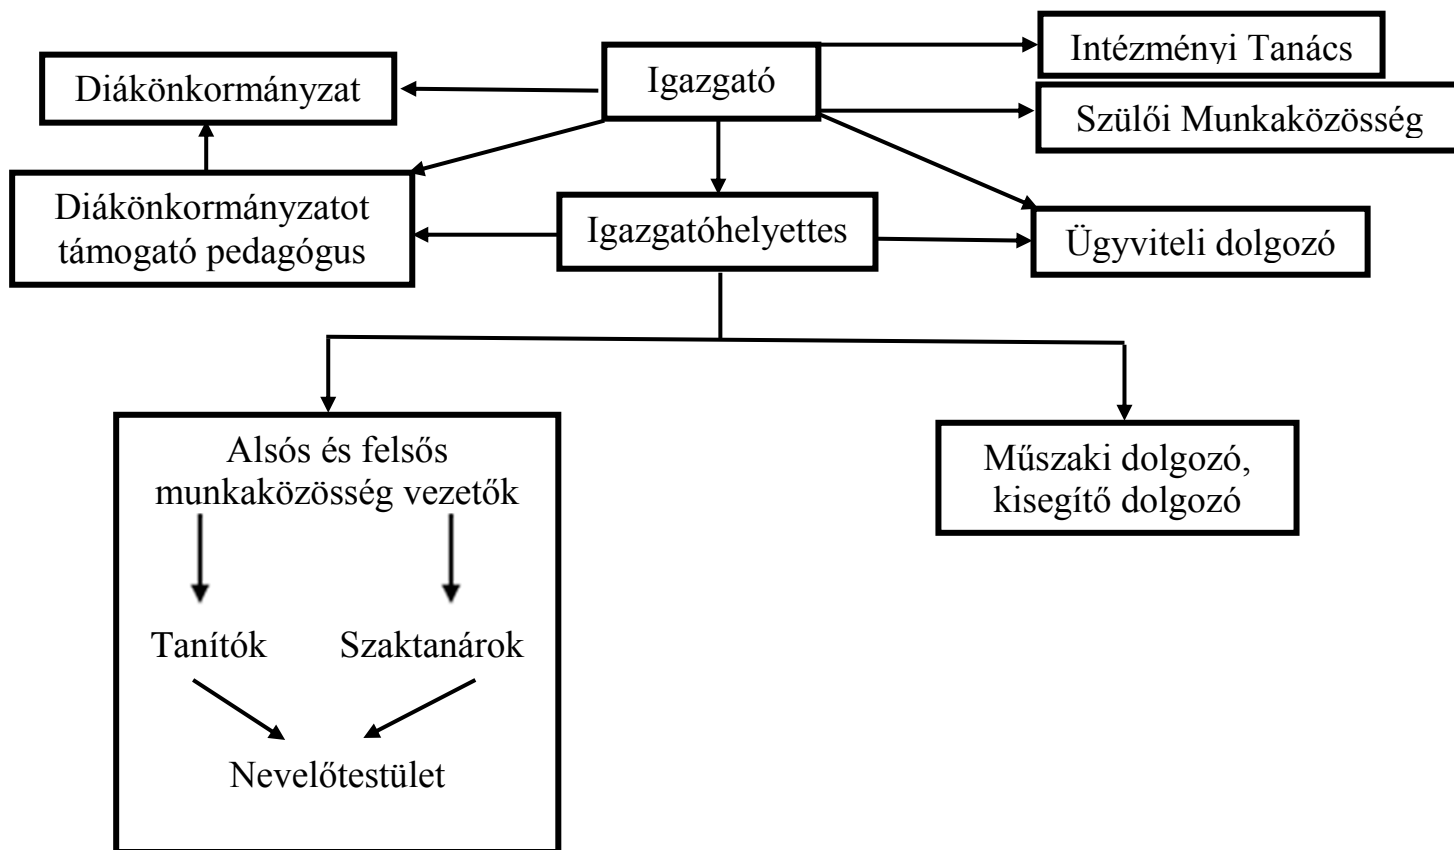 Intézményi Tanács
Igazgató
Diákönkormányzat
Szülői Munkaközösség
Diákönkormányzatot
támogató pedagógus
Igazgatóhelyettes
Ügyviteli dolgozó
Alsós és felsős
munkaközösség vezetők
Műszaki dolgozó,
kisegítő dolgozó
Tanítók
Szaktanárok
Nevelőtestület